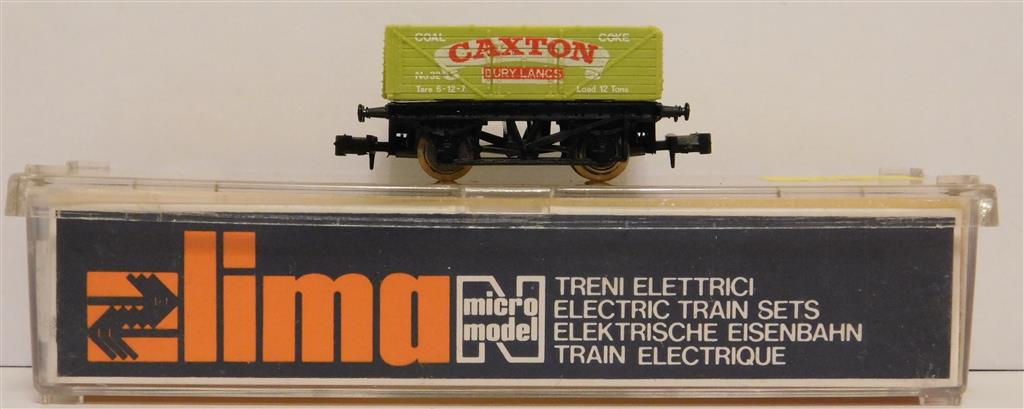 COAL COKE
CAXTON
BURY LANCS
Tare 6-12-7 Load 12 Tons
lima
N micro model
TRENI ELETTRICI
ELECTRIC TRAIN SETS
ELEKTRISCHE EISENBAHN
TRAIN ELECTRIQUE